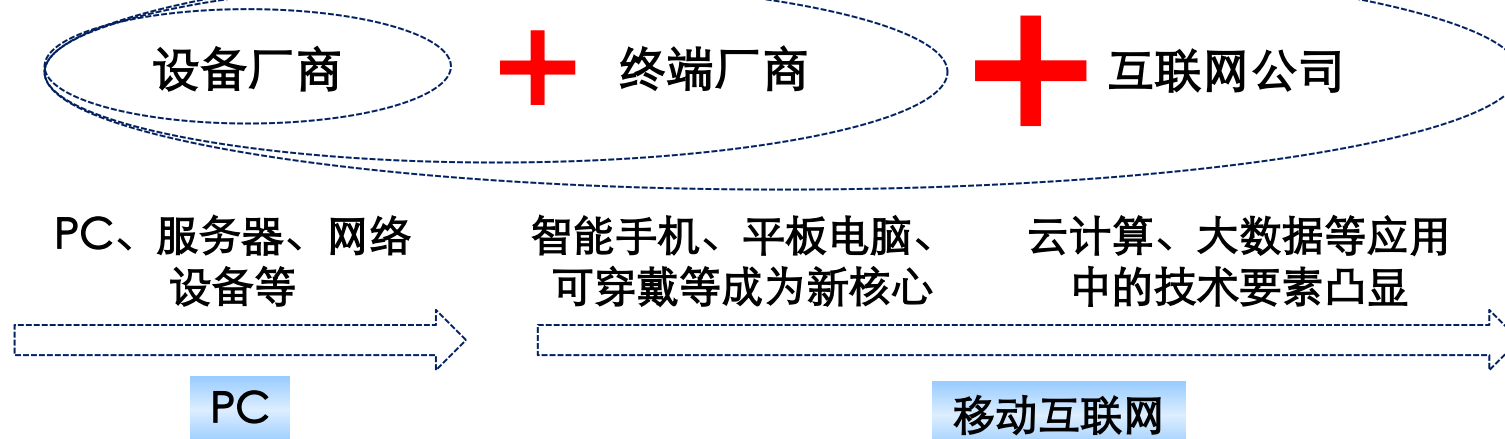 设备厂商
终端厂商
互联网公司
PC、服务器、网络
设备等
智能手机、平板电脑、
可穿戴等成为新核心
云计算、大数据等应用
中的技术要素凸显
PC
移动互联网